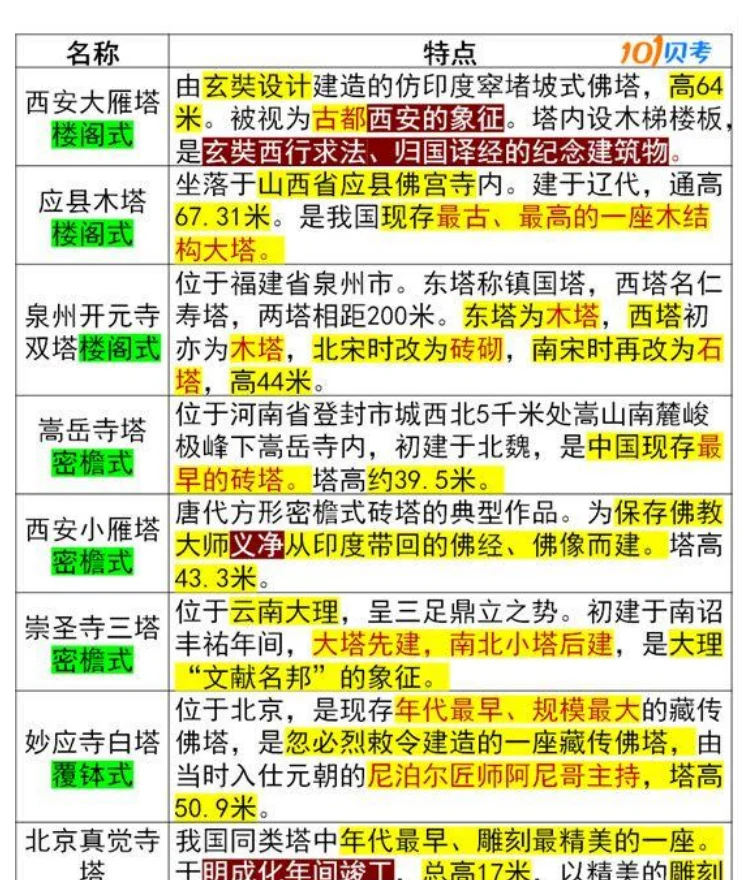 名称
特点
101贝考
西安大雁塔
楼阁式
由玄奘设计建造的仿印度窣堵坡式佛塔，高64
米。被视为古都西安的象征。塔内设木梯楼板，
是玄奘西行求法、归国译经的纪念建筑物。
应县木塔
楼阁式
坐落于山西省应县佛宫寺内。建于辽代，通高
67.31米。是我国现存最古、最高的一座木结
构大塔。
泉州开元寺
双塔楼阁式
位于福建省泉州市。东塔称镇国塔，西塔名仁
寿塔，两塔相距200米。东塔为木塔，西塔初
亦为木塔，北宋时改为砖砌，南宋时再改为石
塔，高44米。
嵩岳寺塔
密檐式
位于河南省登封市城西北5千米处嵩山南麓峻
极峰下嵩岳寺内，初建于北魏，是中国现存最
早的砖塔。塔高约39.5米。
西安小雁塔
密檐式
唐代方形密檐式砖塔的典型作品。为保存佛教
大师义净从印度带回的佛经、佛像而建。塔高
43.3米。
崇圣寺三塔
密檐式
位于云南大理，呈三足鼎立之势。初建于南诏
丰祐年间，大塔先建，南北小塔后建，是大理
“文献名邦”的象征。
妙应寺白塔
覆钵式
位于北京，是现存年代最早、规模最大的藏传
佛塔，是忽必烈敕令建造的一座藏传佛塔，由
当时入仕元朝的尼泊尔匠师阿尼哥主持，塔高
50.9米。
北京真觉寺
塔
我国同类塔中年代最早、雕刻最精美的一座。
于明成化年间竣工，总高17米，以精美的雕刻